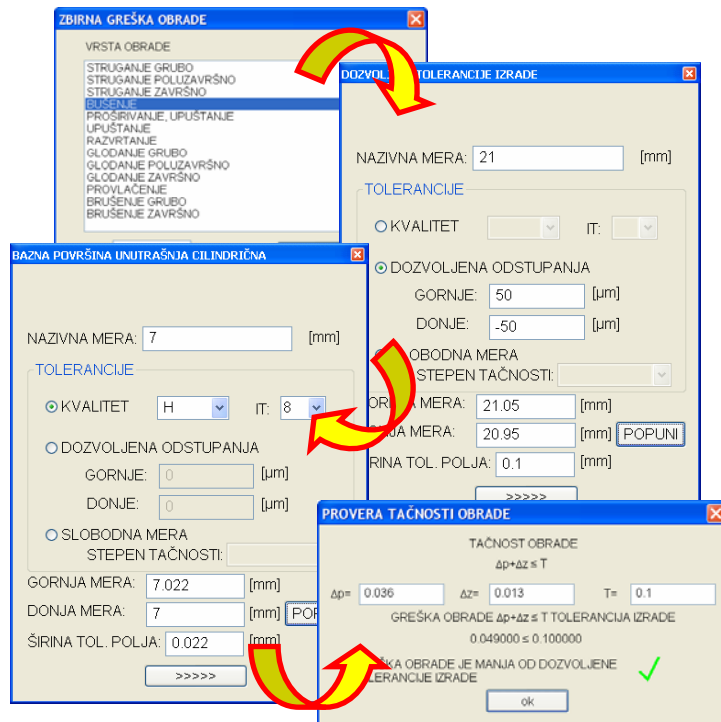 ZBIRNA GREŠKA OBRADE
VRSTA OBRADE
STRUGANJE GRUBO
STRUGANJE POLUZAVRŠNO
STRUGANJE ZAVRŠNO
BUŠENJE
PROŠIRIVANJE, UPUŠTANJE
UPUŠTANJE
RAZVRTANJE
GLODANJE GRUBO
GLODANJE POLUZAVRŠNO
GLODANJE ZAVRŠNO
PROVLAČENJE
BRUŠENJE GRUBO
BRUŠENJE ZAVRŠNO
TOLERANCIJE IZRADE
NAZIVNA MERA: 21 [mm]
TOLERANCIJE
KVALITET IT:
DOZVOLJENA ODSTUPANJA
GORNJE: 50 [µm]
DONJE: -50 [µm]
MERA
STEPEN TAČNOSTI:
MERA: 21.05 [mm]
MERA: 20.95 [mm] POPUNI
TOL. POLJA: 0.1 [mm]
>>>>>
BAZNA POVRŠINA UNUTRAŠNJA CILINDRIČNA
NAZIVNA MERA: 7 [mm]
TOLERANCIJE
KVALITET H IT: 8
DOZVOLJENA ODSTUPANJA
GORNJE: 0 [µm]
DONJE: 0 [µm]
SLOBODNA MERA
STEPEN TAČNOSTI:
GORNJA MERA: 7.022 [mm]
DONJA MERA: 7 [mm]
ŠIRINA TOL. POLJA: 0.022 [mm]
>>>>>
PROVERA TAČNOSTI OBRADE
TAČNOST OBRADE
Δp+Δz ≤ T
Δp= 0.036 Δz= 0.013 T= 0.1
GREŠKA OBRADE Δp+Δz ≤ T TOLERANCIJA IZRADE
0.049000 ≤ 0.100000
OBRADE JE MANJA OD DOZVOLJENE
IZRADE
ok